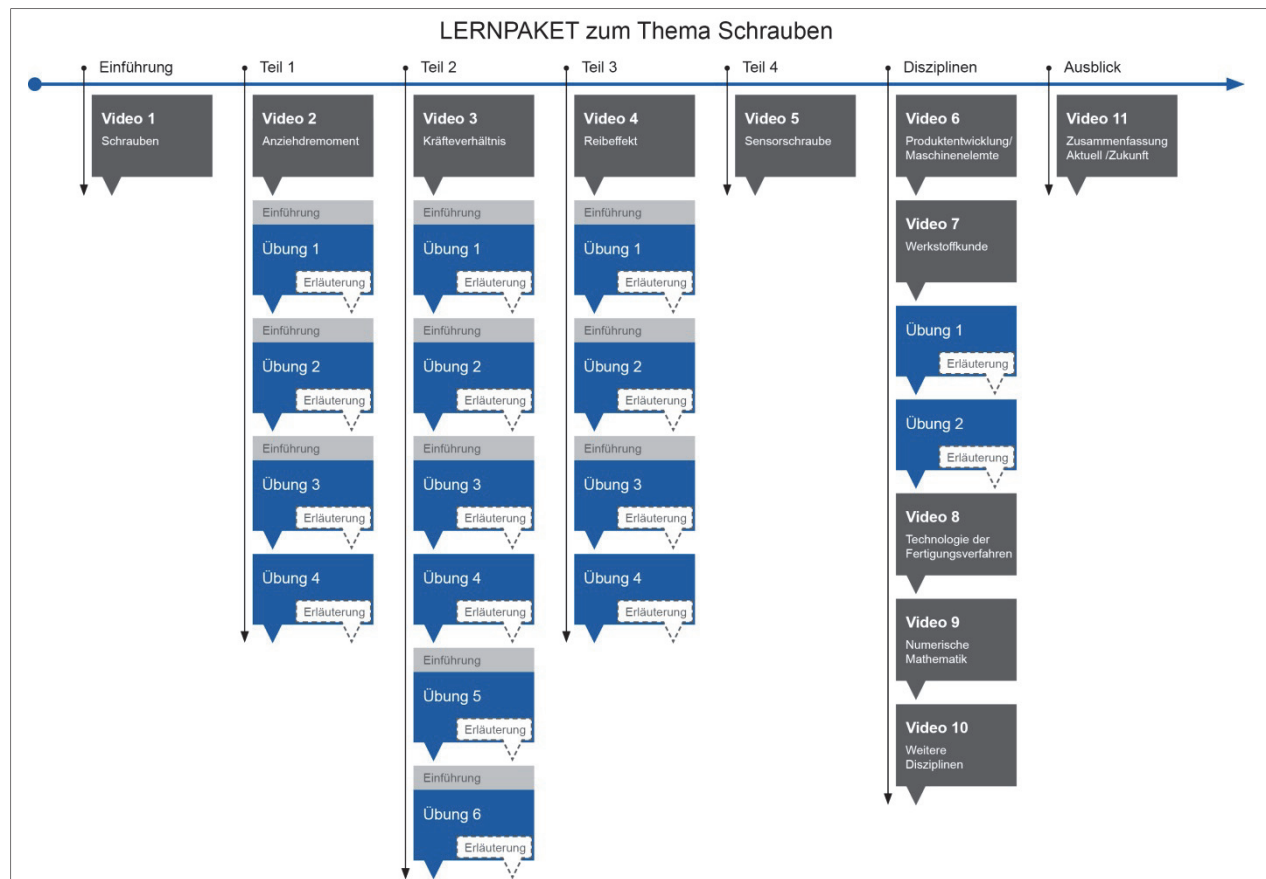 LERNPAKET zum Thema Schrauben
Einführung
Teil 1
Teil 2
Teil 3
Teil 4
Disziplinen
Ausblick
Video 1
Schrauben
Video 2
Anziehdremoment
Einführung
Übung 1
Erläuterung
Einführung
Übung 2
Erläuterung
Einführung
Übung 3
Erläuterung
Übung 4
Erläuterung
Video 3
Kräfteverhältnis
Einführung
Übung 1
Erläuterung
Einführung
Übung 2
Erläuterung
Einführung
Übung 3
Erläuterung
Übung 4
Erläuterung
Einführung
Übung 5
Erläuterung
Einführung
Übung 6
Erläuterung
Video 4
Reibeffekt
Einführung
Übung 1
Erläuterung
Einführung
Übung 2
Erläuterung
Einführung
Übung 3
Erläuterung
Übung 4
Erläuterung
Video 5
Sensorschraube
Video 6
Produktentwicklung/
Maschinenelemte
Video 7
Werkstoffkunde
Übung 1
Erläuterung
Übung 2
Erläuterung
Video 8
Technologie der
Fertigungsverfahren
Video 9
Numerische
Mathematik
Video 10
Weitere
Disziplinen
Video 11
Zusammenfassung
Aktuell /Zukunft